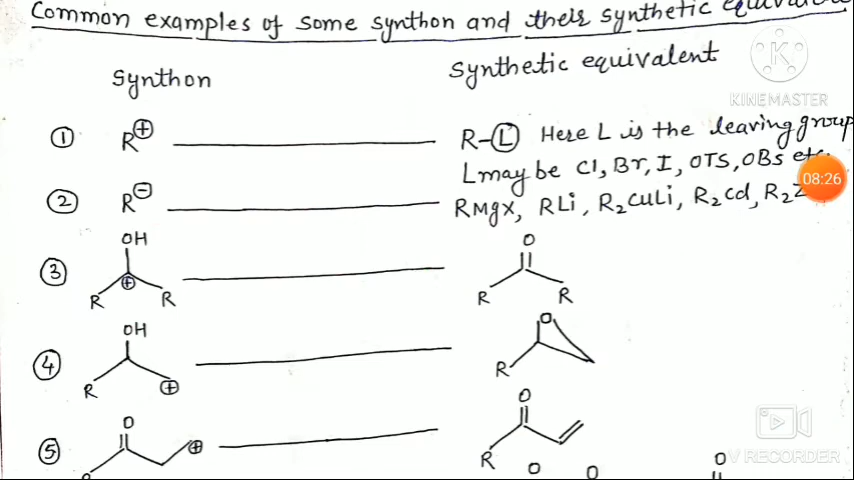 Common examples of some synthon and their synthetic equivalent
Synthon synthetic equivalent
KINEMASTER
① R⊕ R-Ⓛ Here L is the leaving group
L may be Cl, Br, I, OTS, OBS etc.
08:26
② R⊖ RMgX, RLi, R₂CuLi, R₂Cd, R₂Z
③ OH ⊕ R R O R R
④ OH R ⊕ O R
⑤ O ⊕ O R
V RECORDER
O O O